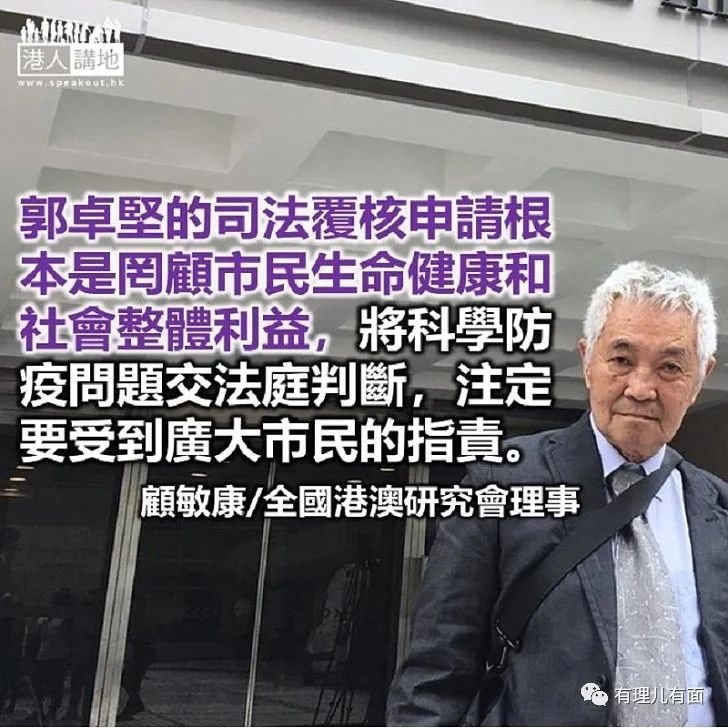 港人講地
www.speakout.hk
郭卓堅的司法覆核申請根
本是罔顧市民生命健康和
社會整體利益，將科學防
疫問題交法庭判斷，注定
要受到廣大市民的指責。
顧敏康/全國港澳研究會理事
有理儿有面